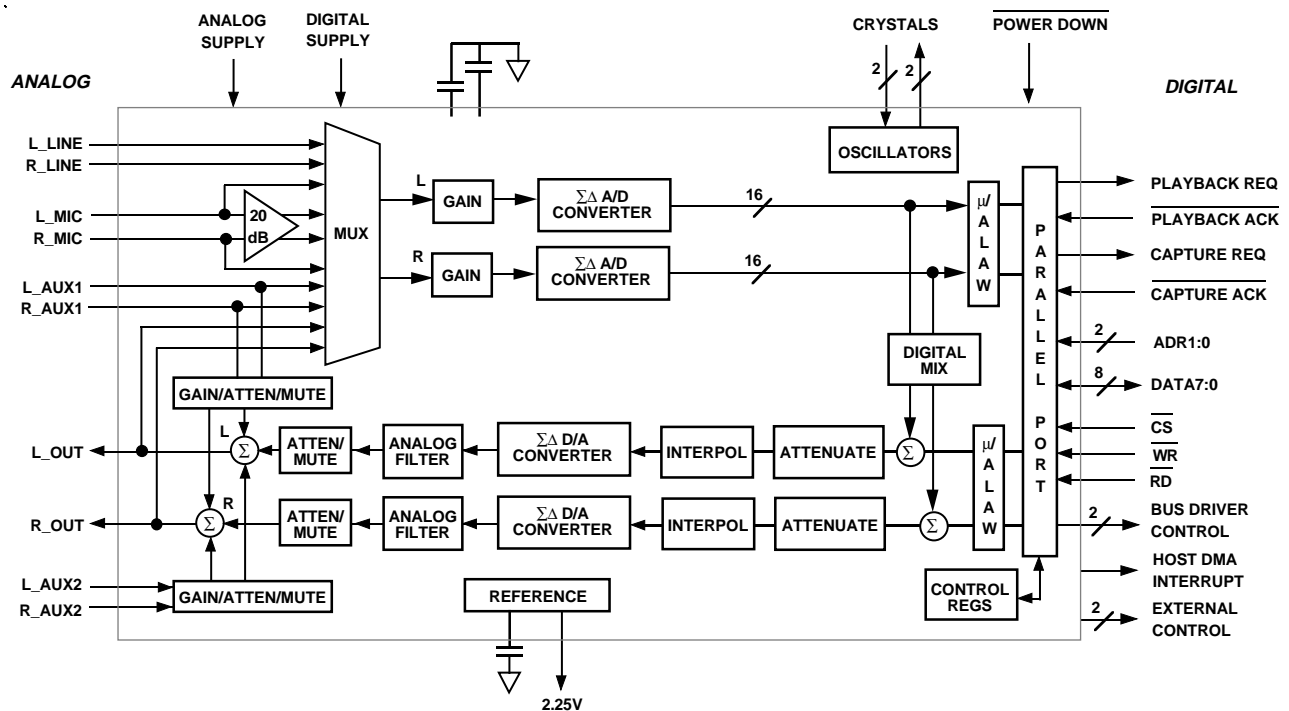 ANALOG
SUPPLY
DIGITAL
SUPPLY
CRYSTALS
POWER DOWN
2
2
ANALOG
DIGITAL
L_LINE
R_LINE
L_MIC
R_MIC
L_AUX1
R_AUX1
20
dB
MUX
L
GAIN
ΣΔ A/D
CONVERTER
16
R
GAIN
ΣΔ A/D
CONVERTER
16
OSCILLATORS
μ/
A
L
A
W
P
A
R
A
L
L
E
L
P
O
R
T
PLAYBACK REQ
PLAYBACK ACK
CAPTURE REQ
CAPTURE ACK
2
ADR1:0
8
DATA7:0
CS
WR
RD
2
BUS DRIVER
CONTROL
HOST DMA
INTERRUPT
2
EXTERNAL
CONTROL
DIGITAL
MIX
GAIN/ATTEN/MUTE
L_OUT
L
Σ
ATTEN/
MUTE
ANALOG
FILTER
ΣΔ D/A
CONVERTER
INTERPOL
ATTENUATE
Σ
μ/
A
L
A
W
R_OUT
Σ
R
ATTEN/
MUTE
ANALOG
FILTER
ΣΔ D/A
CONVERTER
INTERPOL
ATTENUATE
Σ
L_AUX2
R_AUX2
GAIN/ATTEN/MUTE
REFERENCE
CONTROL
REGS
2.25V